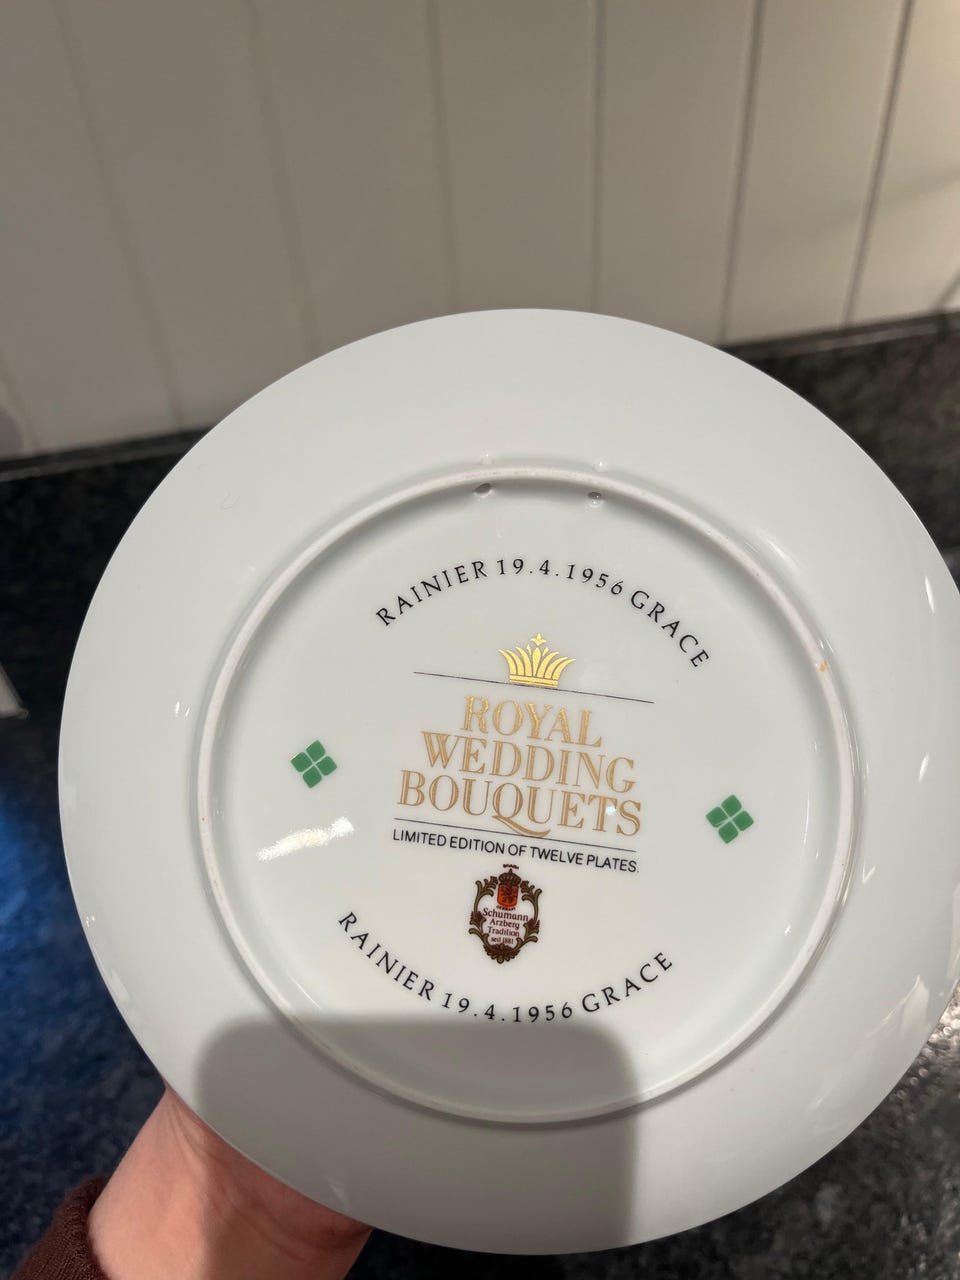 RAINIER 19.4.1956 GRACE
ROYAL
WEDDING
BOUQUETS
LIMITED EDITION OF TWELVE PLATES.
GERMANY
Schumann
Arzberg
Tradition
seit 1881
RAINIER 19.4.1956 GRACE